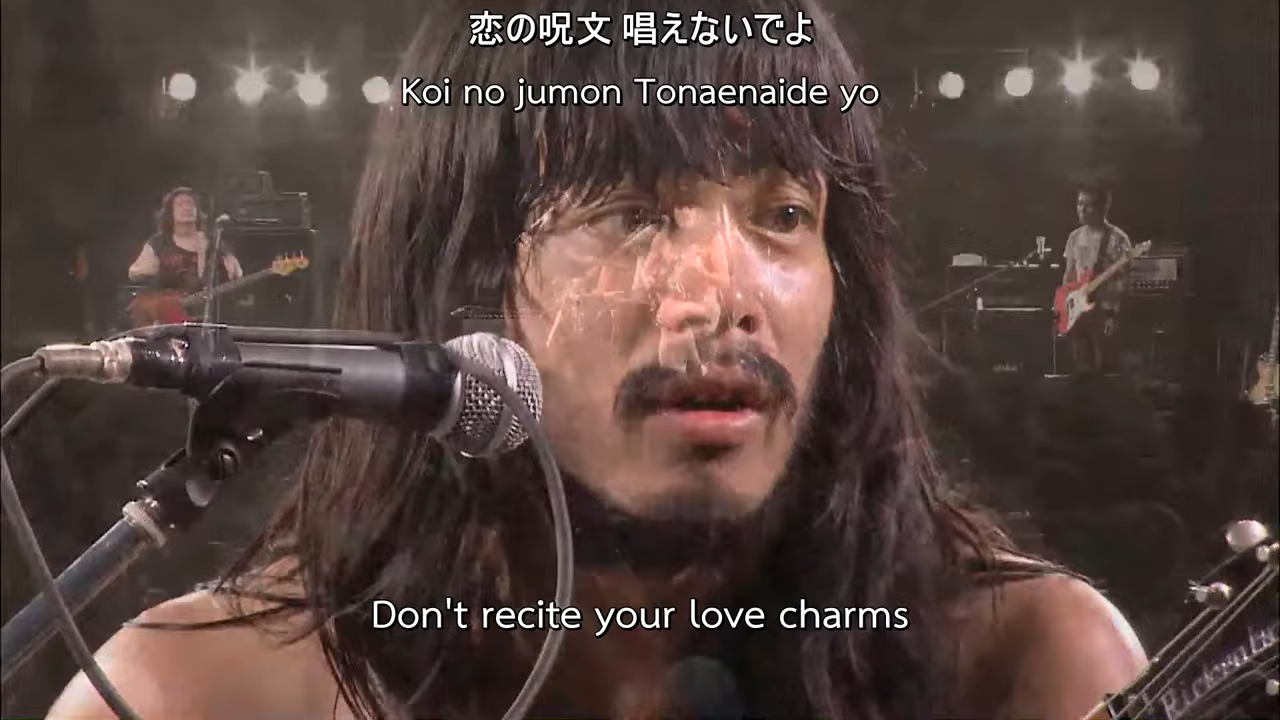 恋の呪文 唱えないでよ
Koi no jumon Tonaenaide yo
Don't recite your love charms